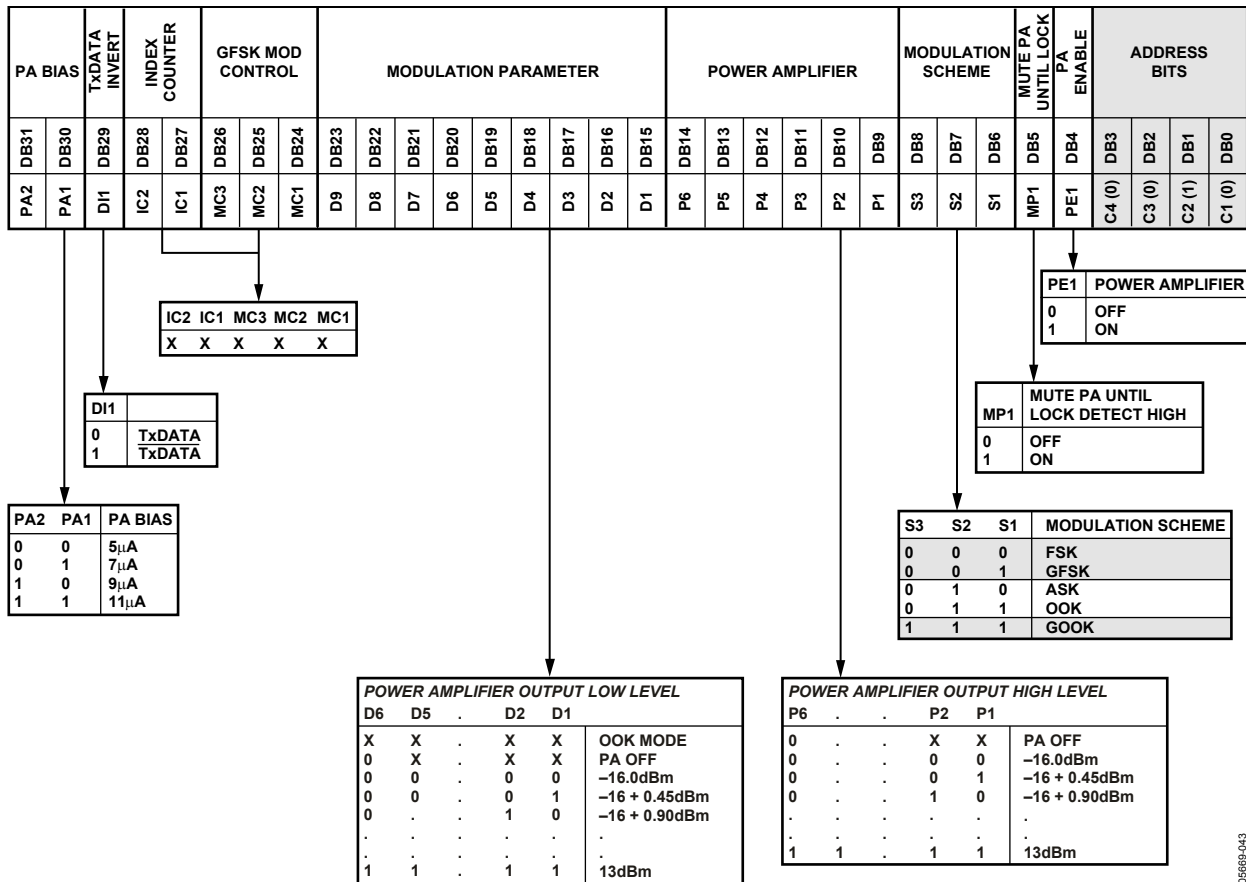 PA BIAS
TxDATA INVERT
INDEX COUNTER
GFSK MOD CONTROL
MODULATION PARAMETER
POWER AMPLIFIER
MODULATION SCHEME
MUTE PA UNTIL LOCK
PA ENABLE
ADDRESS BITS
DB31 DB30 DB29 DB28 DB27 DB26 DB25 DB24 DB23 DB22 DB21 DB20 DB19 DB18 DB17 DB16 DB15 DB14 DB13 DB12 DB11 DB10 DB9 DB8 DB7 DB6 DB5 DB4 DB3 DB2 DB1 DB0
PA2 PA1 DI1 IC2 IC1 MC3 MC2 MC1 D9 D8 D7 D6 D5 D4 D3 D2 D1 P6 P5 P4 P3 P2 P1 S3 S2 S1 MP1 PE1 C4 (0) C3 (0) C2 (1) C1 (0)
PE1 POWER AMPLIFIER
0 OFF
1 ON
IC2 IC1 MC3 MC2 MC1
X X X X X
MP1 MUTE PA UNTIL LOCK DETECT HIGH
0 OFF
1 ON
DI1
0 TxDATA
1 TxDATA
PA2 PA1 PA BIAS
0 0 5μA
0 1 7μA
1 0 9μA
1 1 11μA
S3 S2 S1 MODULATION SCHEME
0 0 0 FSK
0 0 1 GFSK
0 1 0 ASK
0 1 1 OOK
1 1 1 GOOK
POWER AMPLIFIER OUTPUT LOW LEVEL
D6 D5 . D2 D1
X X . X X OOK MODE
0 X . X X PA OFF
0 0 . 0 0 –16.0dBm
0 0 . 0 1 –16 + 0.45dBm
0 . . 1 0 –16 + 0.90dBm
. . . . . .
. . . . . .
1 1 . 1 1 13dBm
POWER AMPLIFIER OUTPUT HIGH LEVEL
P6 . . P2 P1
0 . . X X PA OFF
0 . . 0 0 –16.0dBm
0 . . 0 1 –16 + 0.45dBm
0 . . 1 0 –16 + 0.90dBm
. . . . . .
. . . . . .
1 1 . 1 1 13dBm
05669-043